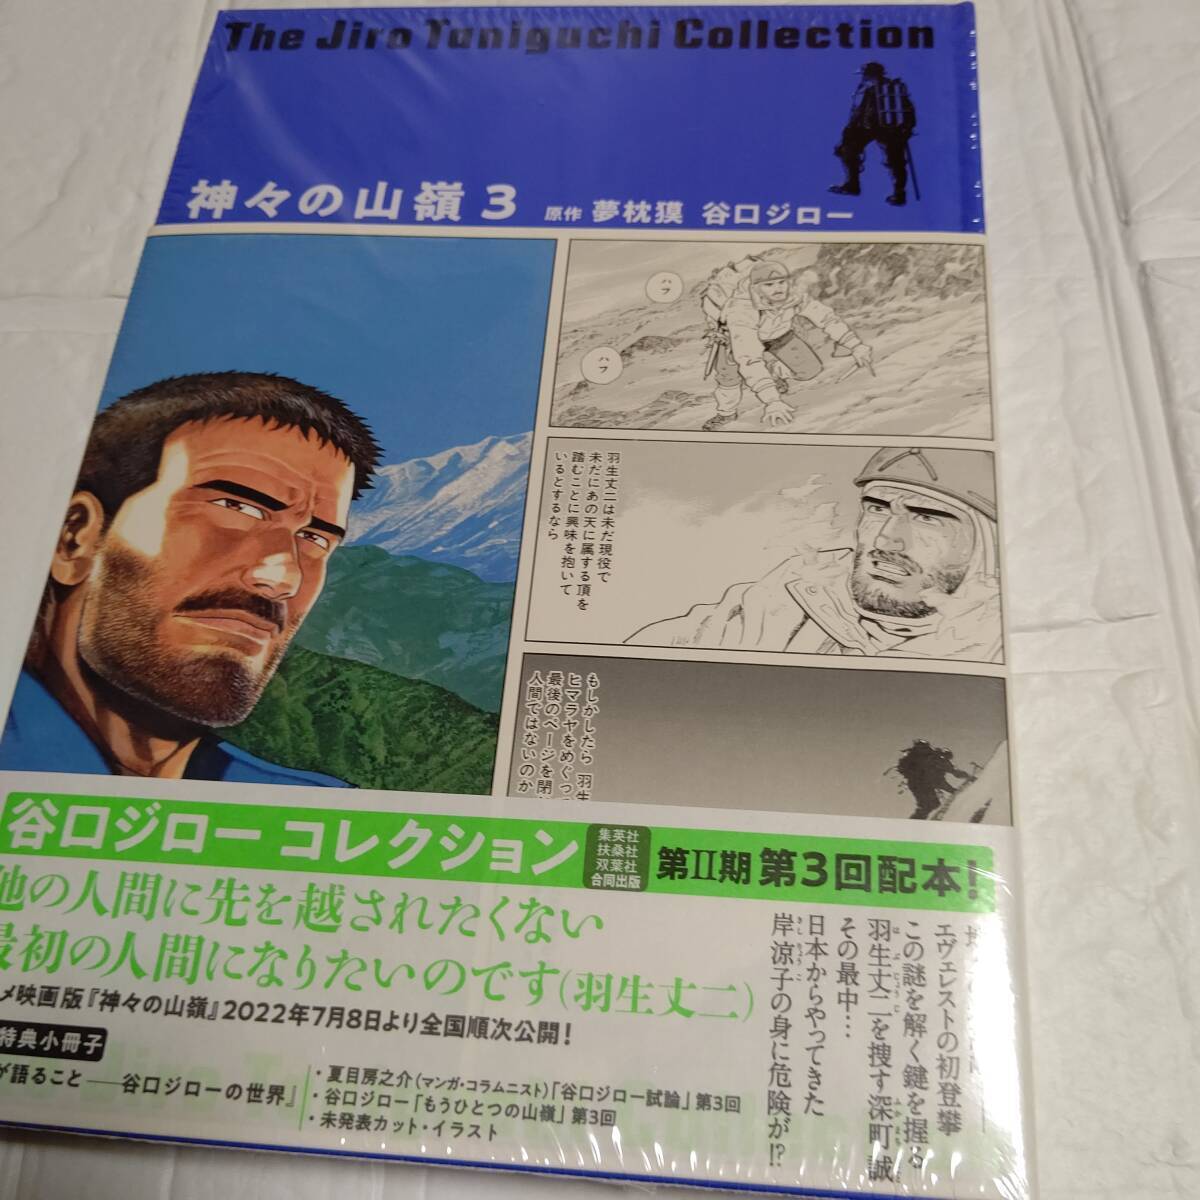 The Jiro Taniguchi Collection
神々の山嶺 3 原作 夢枕獏 谷口ジロー
ハフ
ハフ
羽生丈二は未だ現役で
未だにあの天に属する頂を
踏むことに興味を抱いて
いるとするなら
もしかしたら 羽生
ヒマラヤをめぐっ
最後のページを閉
人間ではないのか
谷口ジロー コレクション
集英社
扶桑社
双葉社
合同出版
第II期 第3回配本!
他の人間に先を越されたくない
最初の人間になりたいのです(羽生丈二)
メ映画版『神々の山嶺』2022年7月8日より全国順次公開!
特典小冊子
が語ること──谷口ジローの世界』
・夏目房之介(マンガ・コラムニスト)「谷口ジロー試論」第3回
・谷口ジロー「もうひとつの山嶺」第3回
・未発表カット・イラスト
エヴェレストの初登攀
この謎を解く鍵を握る
羽生丈二を捜す深町誠
その最中…
日本からやってきた
岸涼子の身に危険が!?